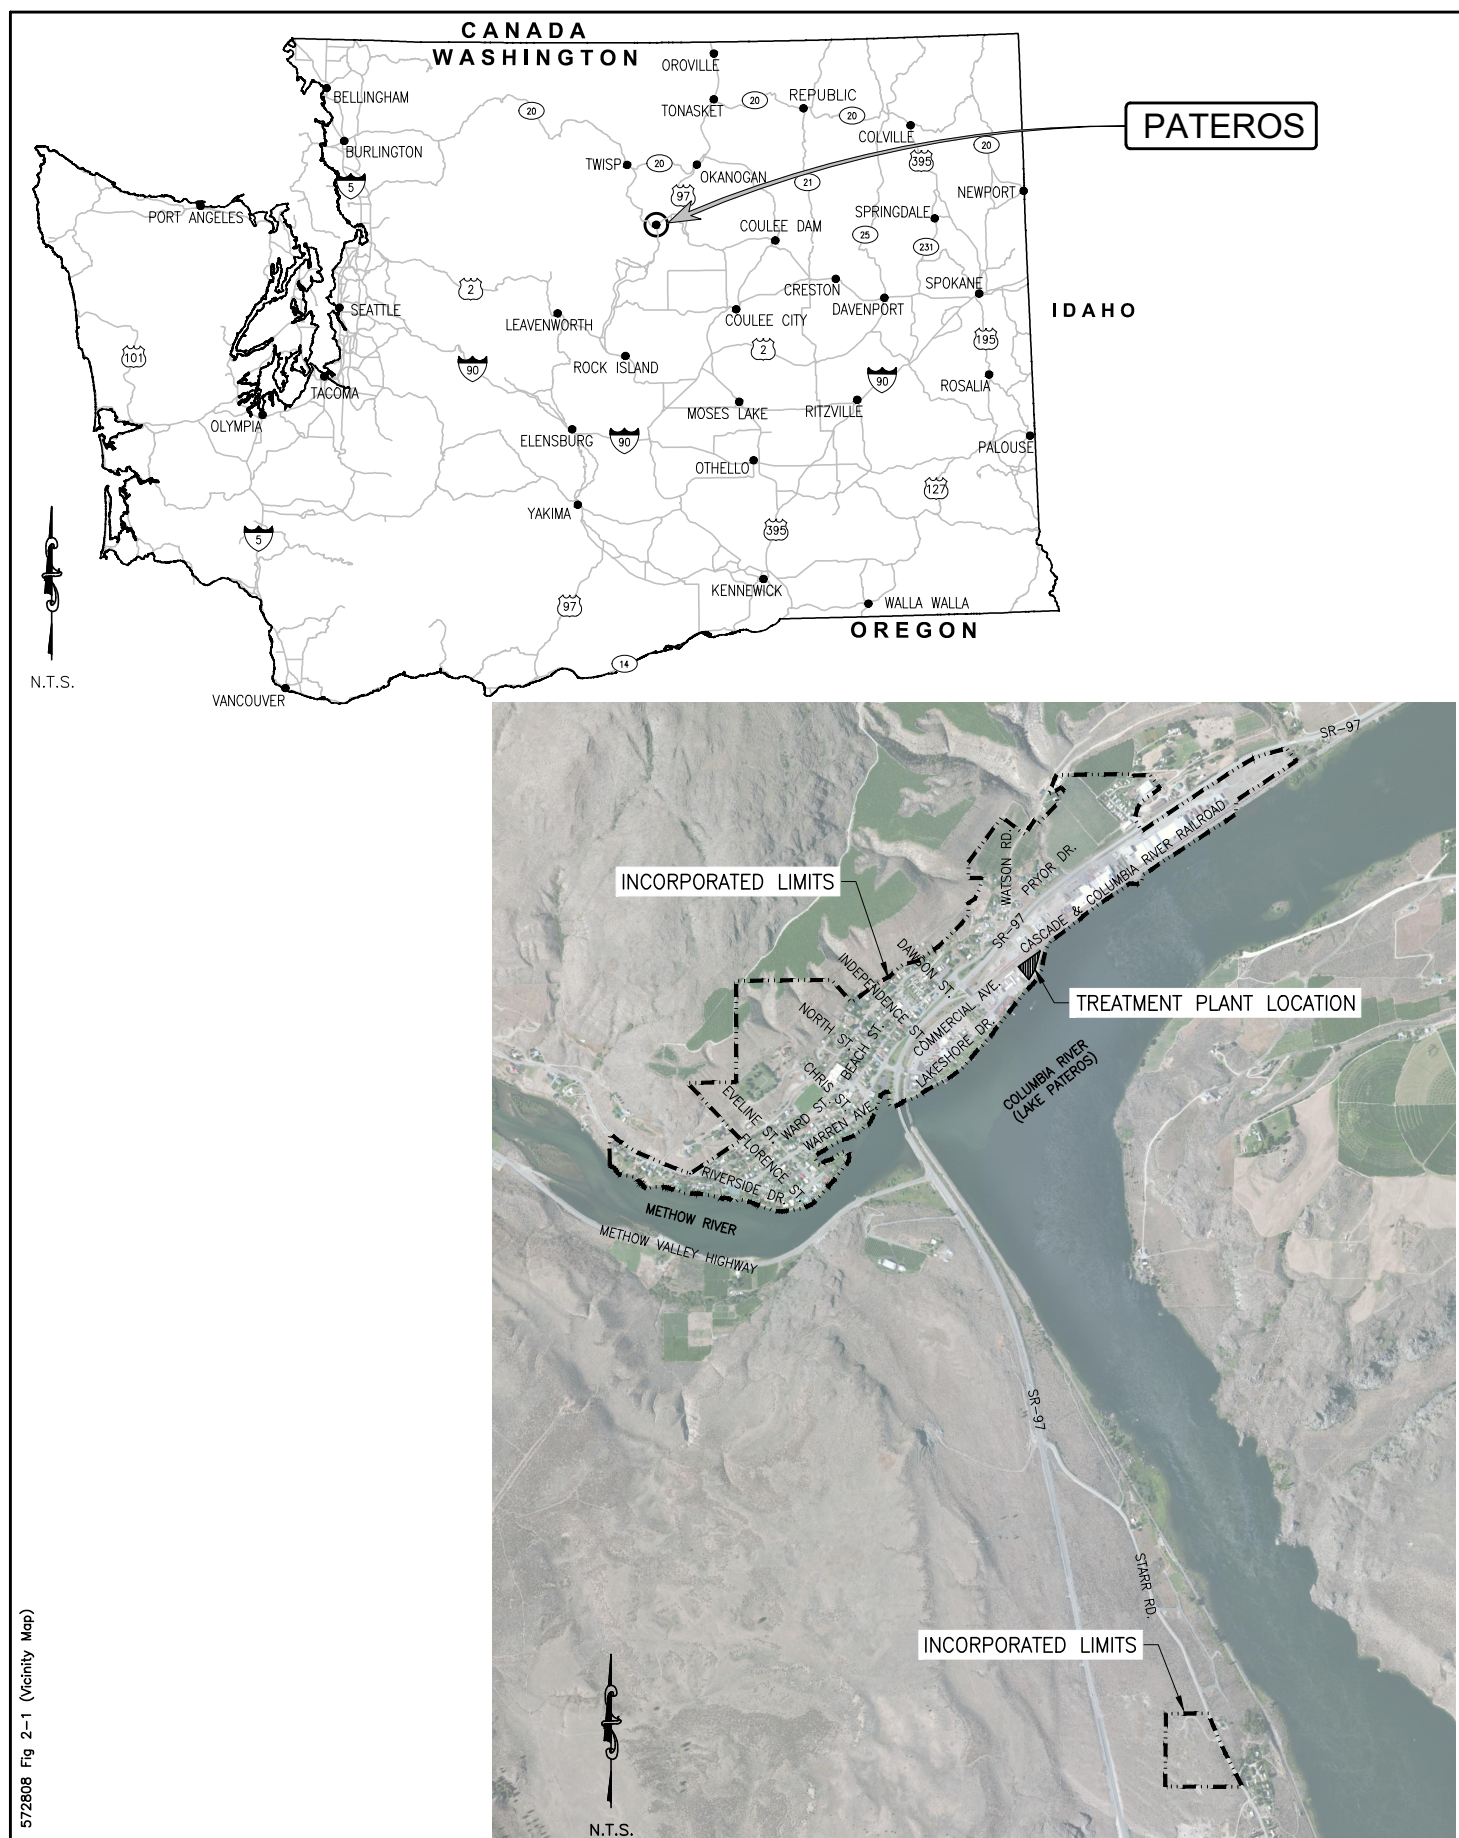 CANADA
WASHINGTON
OROVILLE
BELLINGHAM
TONASKET
20
REPUBLIC
20
20
COLVILLE
PATEROS
BURLINGTON
TWISP
20
OKANOGAN
395
20
5
97
21
NEWPORT
PORT ANGELES
COULEE DAM
SPRINGDALE
25
231
2
CRESTON
DAVENPORT
SPOKANE
SEATTLE
LEAVENWORTH
COULEE CITY
IDAHO
101
90
ROCK ISLAND
2
195
90
ROSALIA
TACOMA
OLYMPIA
MOSES LAKE
RITZVILLE
ELENSBURG
90
PALOUSE
OTHELLO
127
YAKIMA
395
5
KENNEWICK
97
WALLA WALLA
OREGON
14
N.T.S.
VANCOUVER
SR-97
INCORPORATED LIMITS
WATSON RD.
PRYOR DR.
CASCADE & COLUMBIA RIVER RAILROAD
SR-97
DAWSON ST.
INDEPENDENCE ST.
TREATMENT PLANT LOCATION
NORTH ST.
BEACH ST.
COMMERCIAL AVE.
LAKESHORE DR.
COLUMBIA RIVER
(LAKE PATEROS)
CHRIS ST.
EVELINE ST.
WARD ST.
WARREN AVE.
FLORENCE ST.
RIVERSIDE DR.
METHOW RIVER
METHOW VALLEY HIGHWAY
SR-97
STARR RD.
INCORPORATED LIMITS
N.T.S.
572808 Fig 2-1 (Vicinity Map)